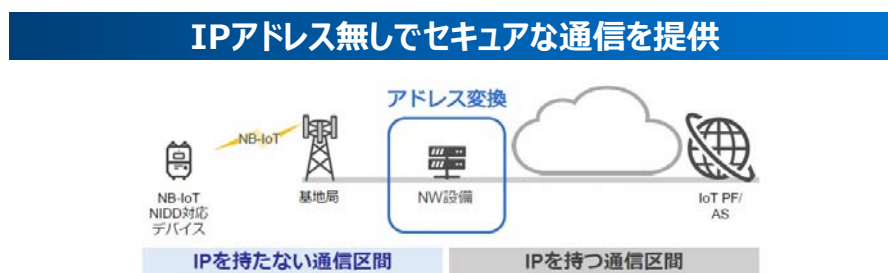 IPアドレス無しでセキュアな通信を提供
アドレス変換
NB-IoT
NB-IoT
NIDD対応
デバイス
基地局
NW設備
IoT PF/
AS
IPを持たない通信区間
IPを持つ通信区間